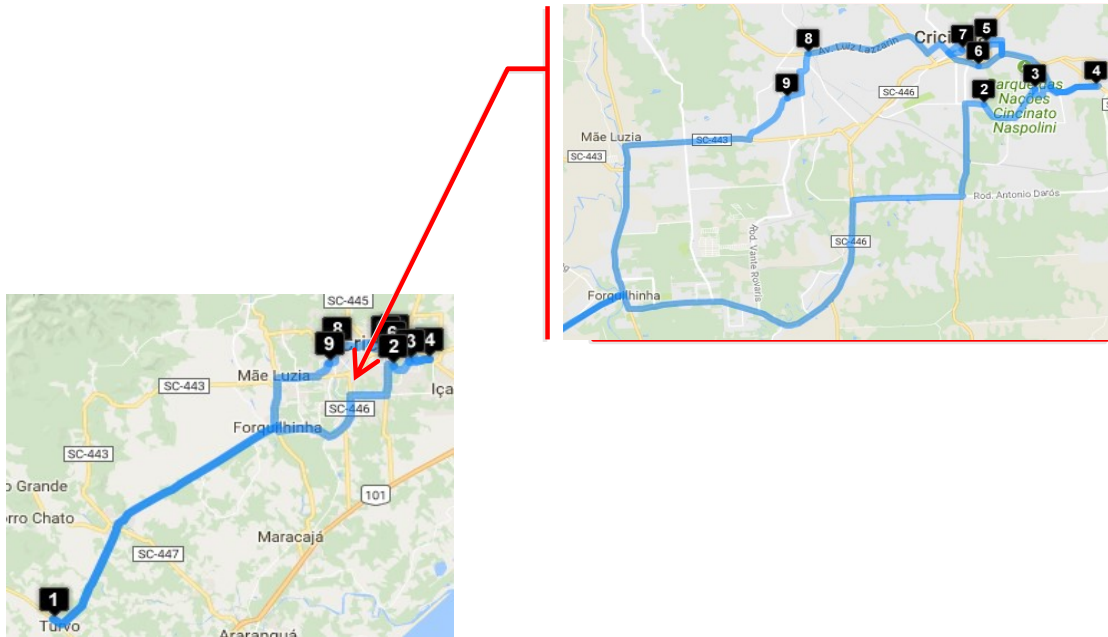 8
Av. Luiz Lazzarin
7
5
6
4
3
2
9
SC-446
Parque das
Nações
Cincinato
Naspolini
Mãe Luzia
SC-443
SC-443
Rod. Antonio Darós
Rod. Vante Rovaris
SC-446
Forquilhinha
SC-445
8
9
6
2
3
4
Mãe Luzia
SC-443
SC-446
Forquilhinha
SC-443
o Grande
101
orro Chato
Maracajá
SC-447
1
Turvo
Araranguá